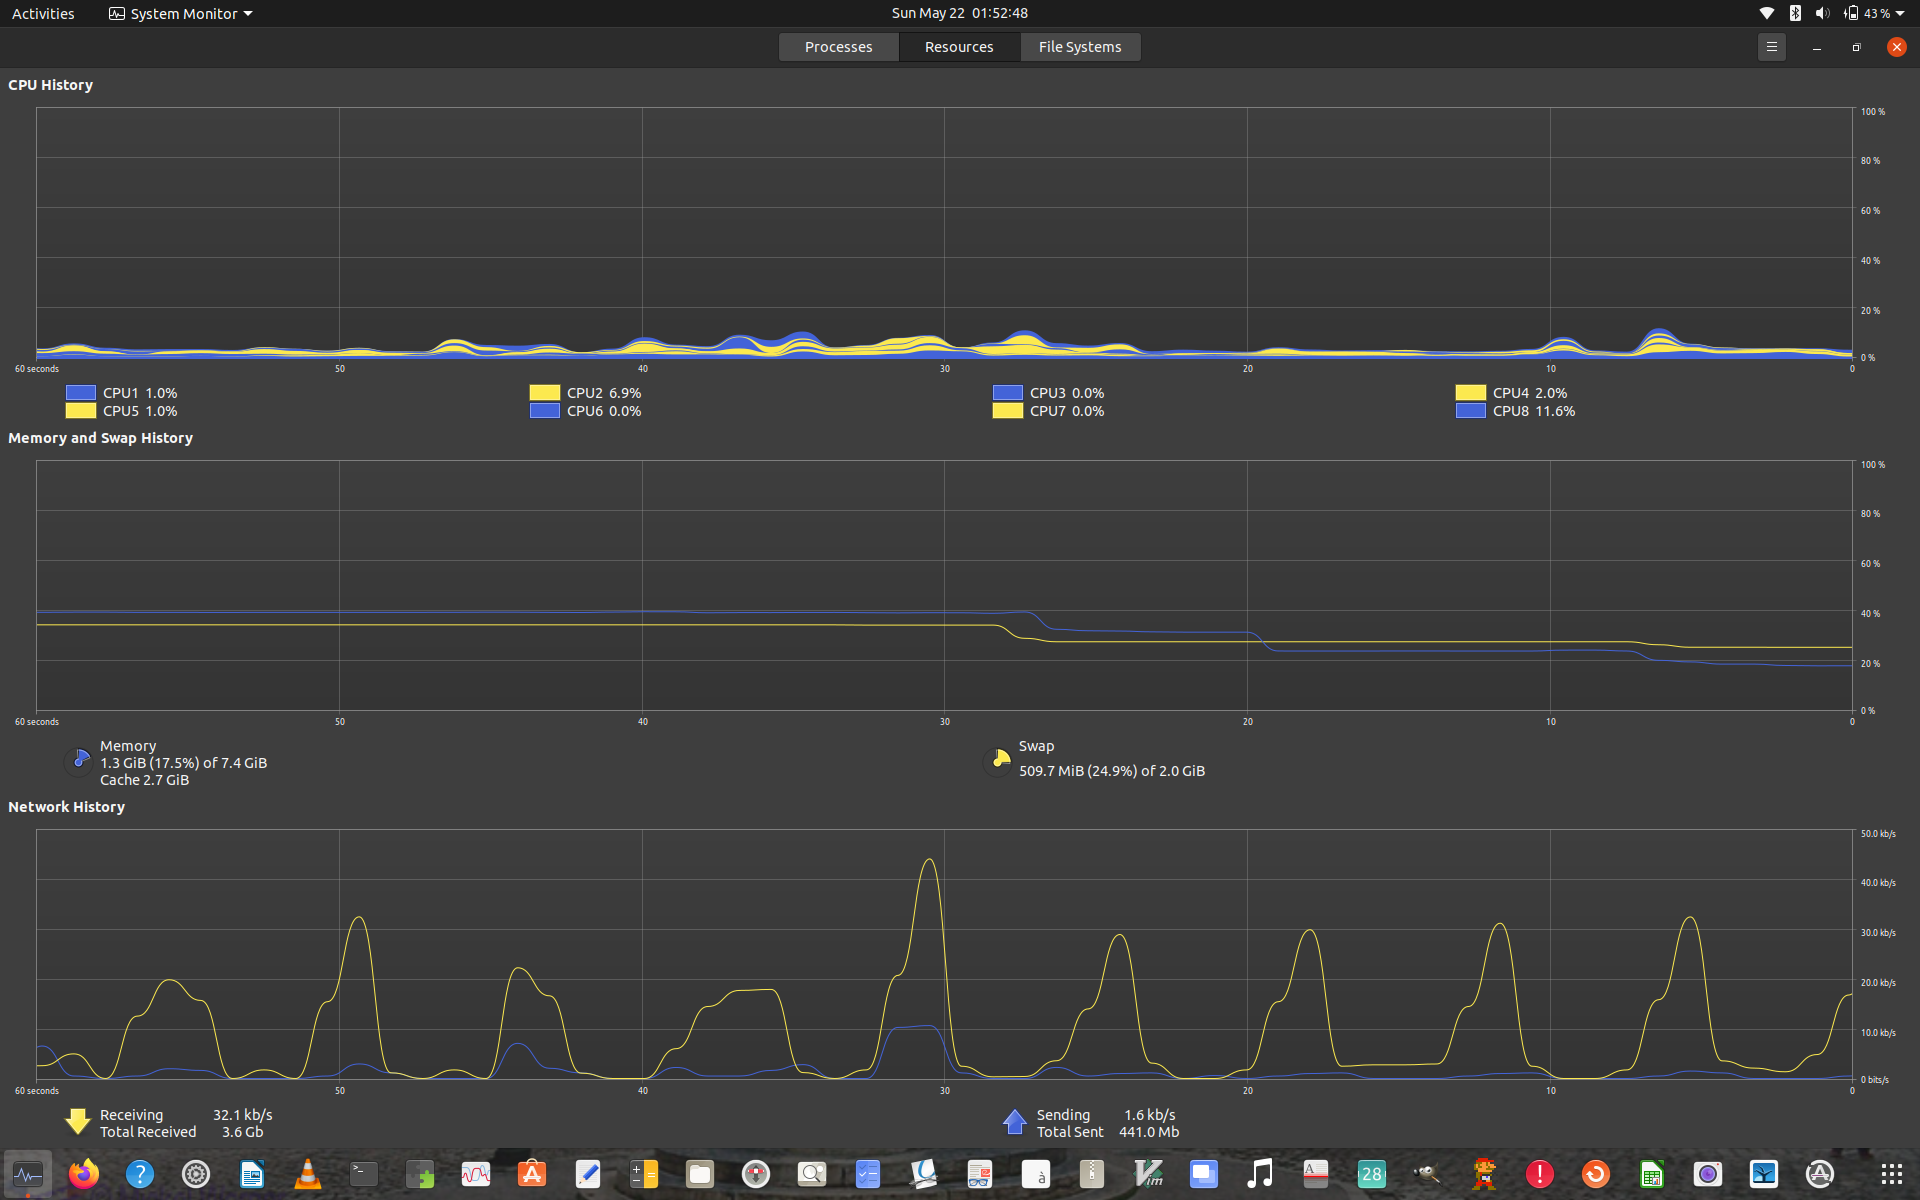 Activities System Monitor Sun May 22 01:52:48 43 %
Processes Resources File Systems
CPU History
100 %
80 %
60 %
40 %
20 %
0 %
60 seconds 50 40 30 20 10 0
CPU1 1.0% CPU2 6.9% CPU3 0.0% CPU4 2.0%
CPU5 1.0% CPU6 0.0% CPU7 0.0% CPU8 11.6%
Memory and Swap History
100 %
80 %
60 %
40 %
20 %
0 %
60 seconds 50 40 30 20 10 0
Memory
1.3 GiB (17.5%) of 7.4 GiB
Cache 2.7 GiB
Swap
509.7 MiB (24.9%) of 2.0 GiB
Network History
50.0 kb/s
40.0 kb/s
30.0 kb/s
20.0 kb/s
10.0 kb/s
0 bits/s
60 seconds 50 40 30 20 10 0
Receiving 32.1 kb/s
Total Received 3.6 Gb
Sending 1.6 kb/s
Total Sent 441.0 Mb
? >_ à Vim A 28 !